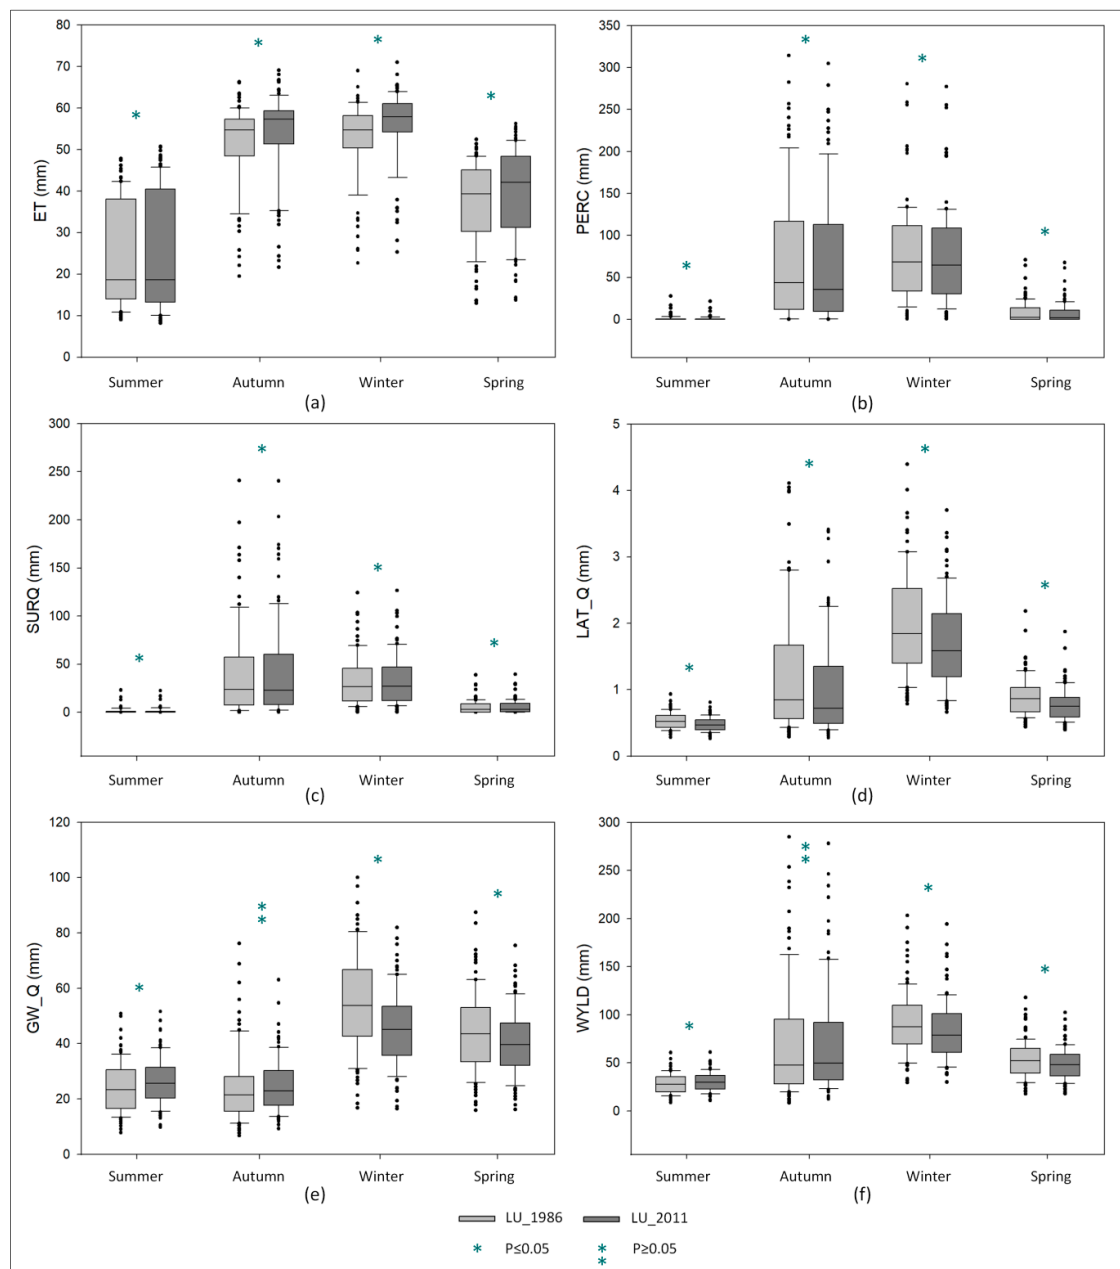 80
70
60
50
40
30
20
10
0
ET (mm)
Summer Autumn Winter Spring
(a)
350
300
250
200
150
100
50
0
PERC (mm)
Summer Autumn Winter Spring
(b)
300
250
200
150
100
50
0
SURQ (mm)
Summer Autumn Winter Spring
(c)
5
4
3
2
1
0
LAT_Q (mm)
Summer Autumn Winter Spring
(d)
120
100
80
60
40
20
0
GW_Q (mm)
Summer Autumn Winter Spring
(e)
300
250
200
150
100
50
0
WYLD (mm)
Summer Autumn Winter Spring
(f)
LU_1986 LU_2011
* P≤0.05 ** P≥0.05